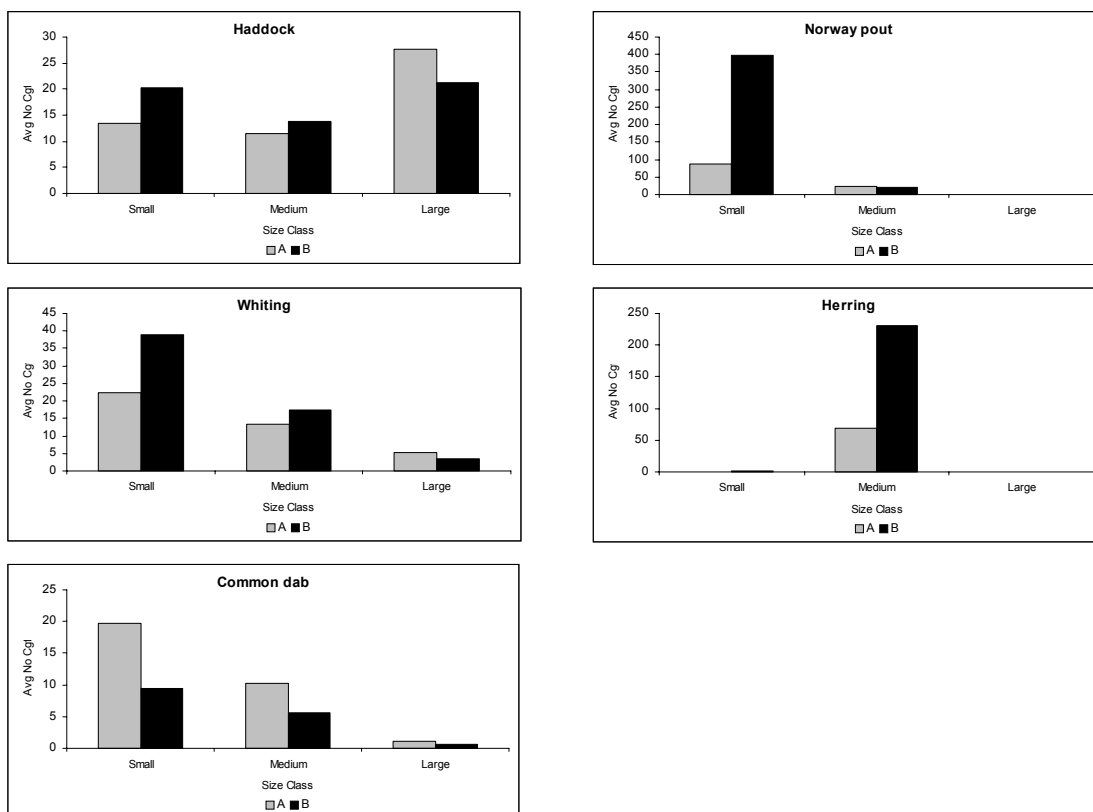 Haddock
Avg No Cgt
30
25
20
15
10
5
0
Small Medium Large
Size Class
A B
Norway pout
Avg No Cgt
450
400
350
300
250
200
150
100
50
0
Small Medium Large
Size Class
A B
Whiting
Avg No Cgt
45
40
35
30
25
20
15
10
5
0
Small Medium Large
Size Class
A B
Herring
Avg No Cg
250
200
150
100
50
0
Small Medium Large
Size Class
A B
Common dab
Avg No Cgt
25
20
15
10
5
0
Small Medium Large
Size Class
A B